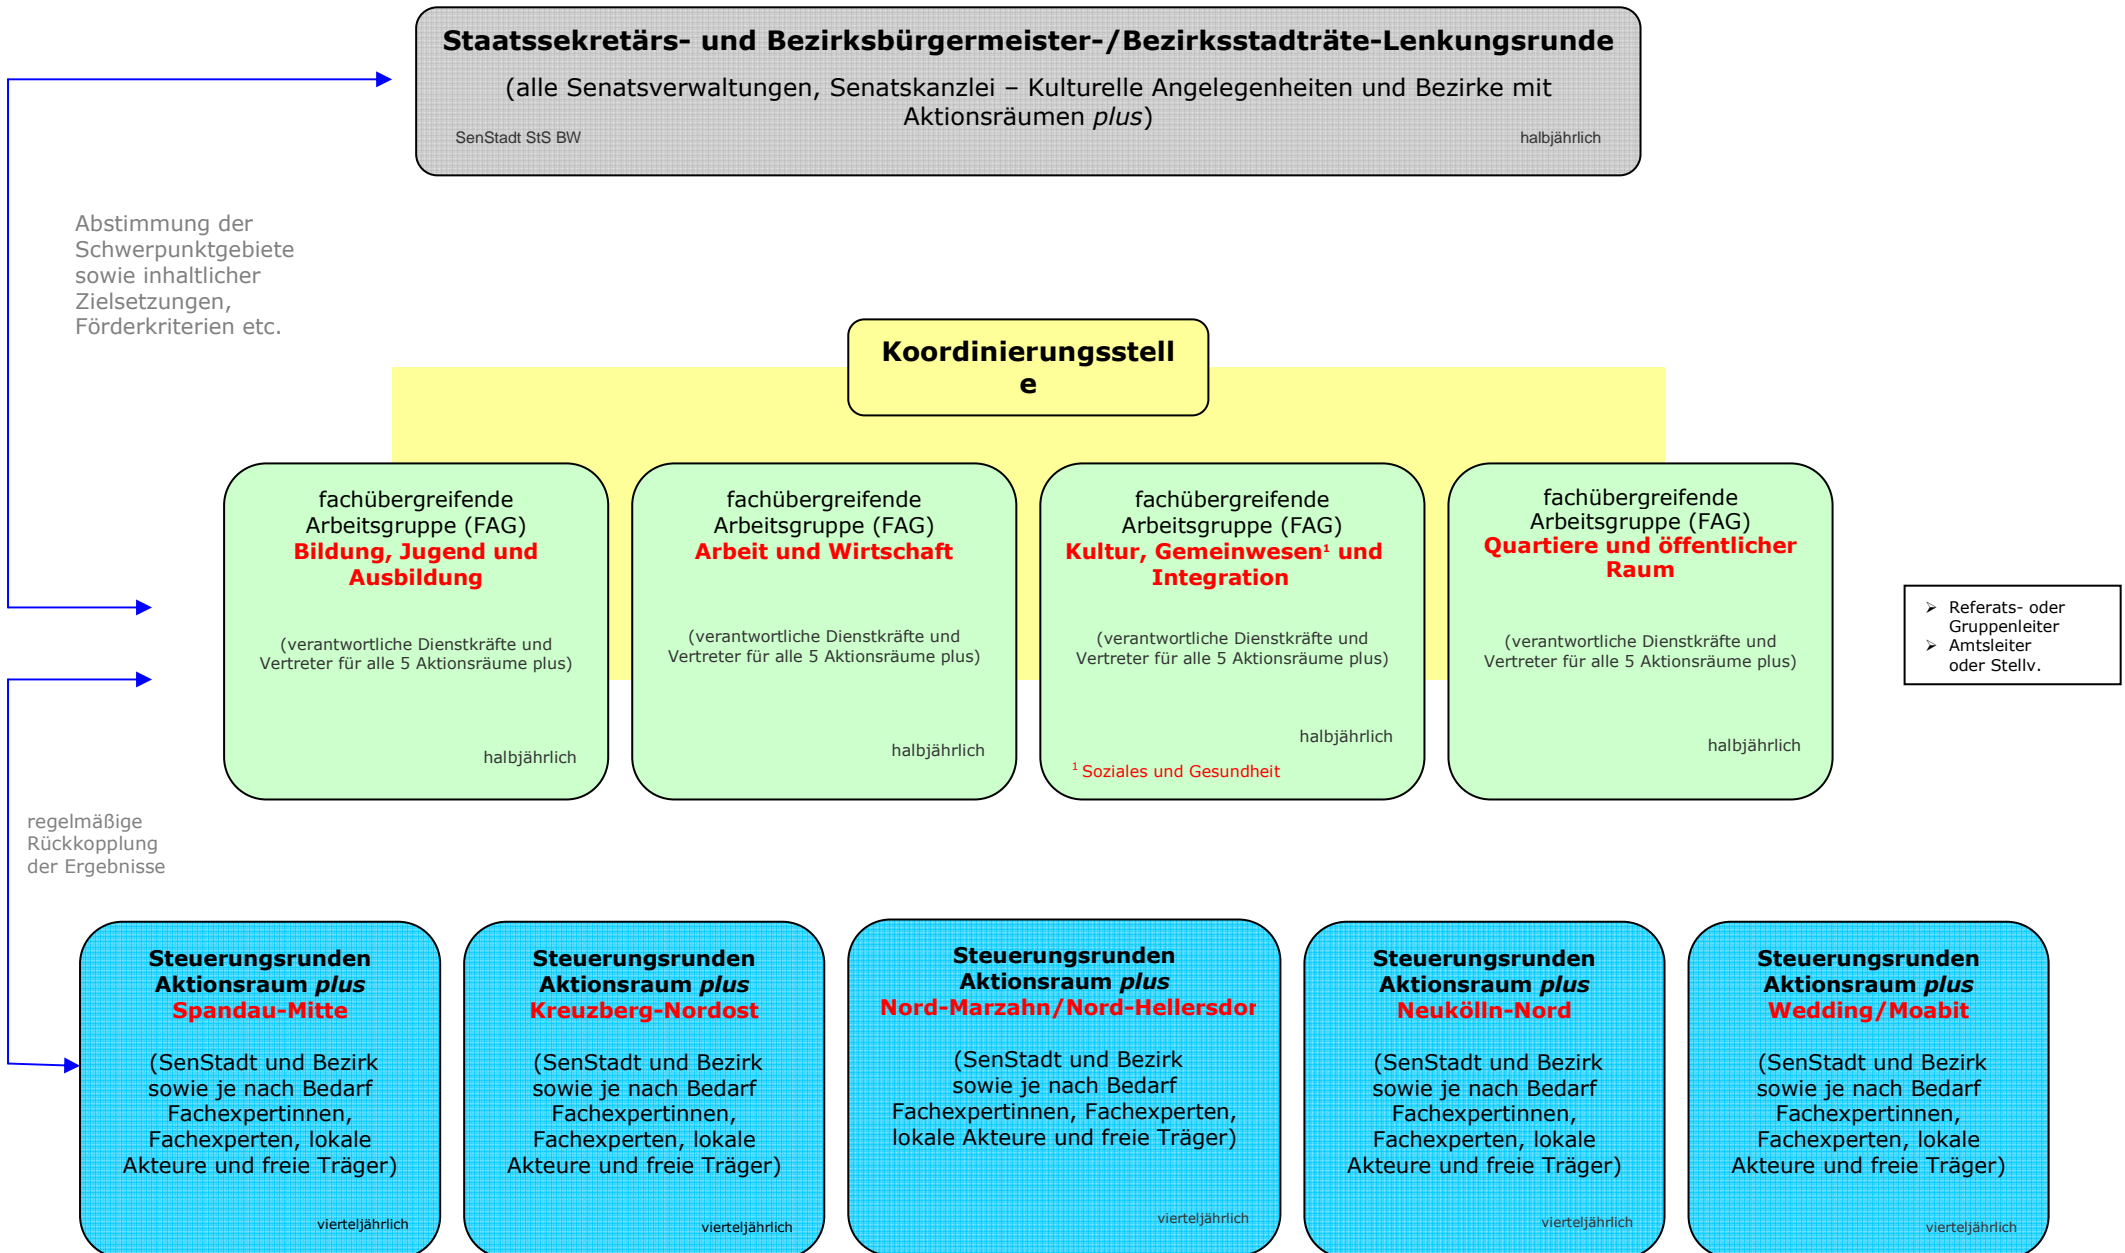 Staatssekretärs- und Bezirksbürgermeister-/Bezirksstadträte-Lenkungsrunde
(alle Senatsverwaltungen, Senatskanzlei – Kulturelle Angelegenheiten und Bezirke mit
Aktionsräumen plus)
SenStadt StS BW
halbjährlich
Abstimmung der
Schwerpunktgebiete
sowie inhaltlicher
Zielsetzungen,
Förderkriterien etc.
Koordinierungsstell
e
fachübergreifende
Arbeitsgruppe (FAG)
Bildung, Jugend und
Ausbildung
(verantwortliche Dienstkräfte und
Vertreter für alle 5 Aktionsräume plus)
halbjährlich
fachübergreifende
Arbeitsgruppe (FAG)
Arbeit und Wirtschaft
(verantwortliche Dienstkräfte und
Vertreter für alle 5 Aktionsräume plus)
halbjährlich
fachübergreifende
Arbeitsgruppe (FAG)
Kultur, Gemeinwesen¹ und
Integration
(verantwortliche Dienstkräfte und
Vertreter für alle 5 Aktionsräume plus)
halbjährlich
¹ Soziales und Gesundheit
fachübergreifende
Arbeitsgruppe (FAG)
Quartiere und öffentlicher
Raum
(verantwortliche Dienstkräfte und
Vertreter für alle 5 Aktionsräume plus)
halbjährlich
➢ Referats- oder
Gruppenleiter
➢ Amtsleiter
oder Stellv.
regelmäßige
Rückkopplung
der Ergebnisse
Steuerungsrunden
Aktionsraum plus
Spandau-Mitte
(SenStadt und Bezirk
sowie je nach Bedarf
Fachexpertinnen,
Fachexperten, lokale
Akteure und freie Träger)
vierteljährlich
Steuerungsrunden
Aktionsraum plus
Kreuzberg-Nordost
(SenStadt und Bezirk
sowie je nach Bedarf
Fachexpertinnen,
Fachexperten, lokale
Akteure und freie Träger)
vierteljährlich
Steuerungsrunden
Aktionsraum plus
Nord-Marzahn/Nord-Hellersdor
(SenStadt und Bezirk
sowie je nach Bedarf
Fachexpertinnen, Fachexperten,
lokale Akteure und freie Träger)
vierteljährlich
Steuerungsrunden
Aktionsraum plus
Neukölln-Nord
(SenStadt und Bezirk
sowie je nach Bedarf
Fachexpertinnen,
Fachexperten, lokale
Akteure und freie Träger)
vierteljährlich
Steuerungsrunden
Aktionsraum plus
Wedding/Moabit
(SenStadt und Bezirk
sowie je nach Bedarf
Fachexpertinnen,
Fachexperten, lokale
Akteure und freie Träger)
vierteljährlich